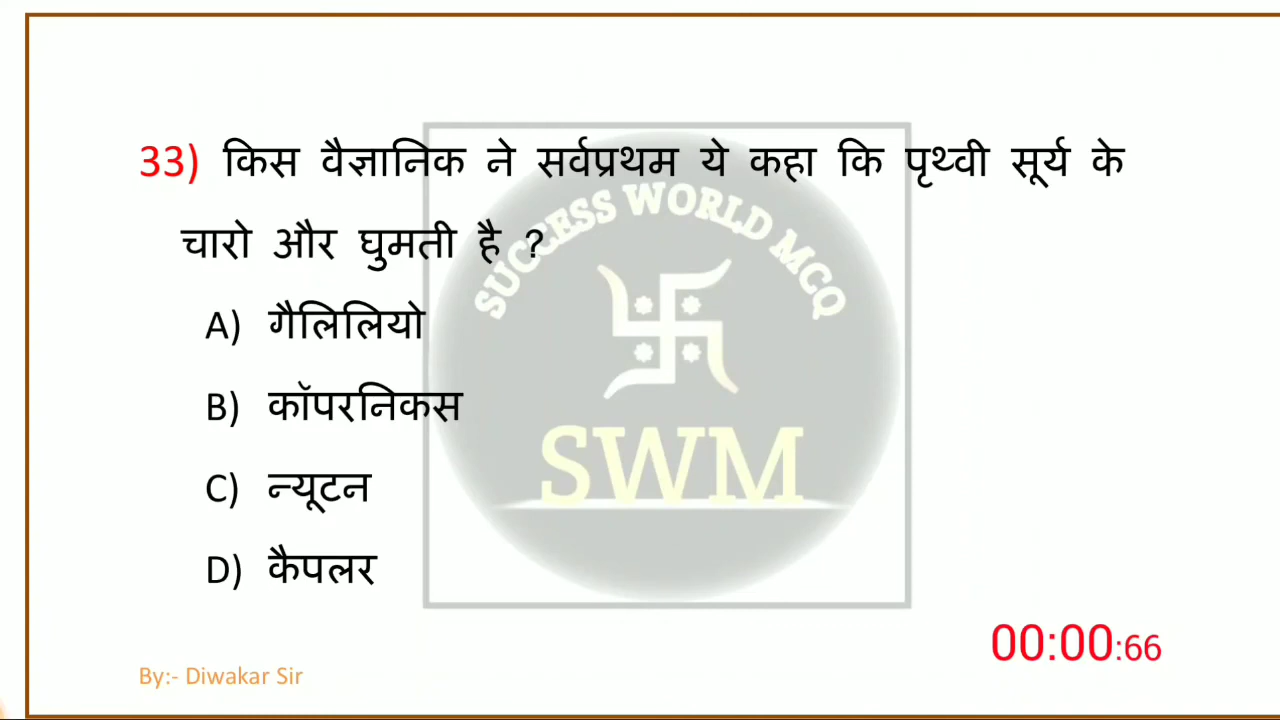 33) किस वैज्ञानिक ने सर्वप्रथम ये कहा कि पृथ्वी सूर्य के
चारो और घुमती है ?
A) गैलिलियो
B) कॉपरनिकस
C) न्यूटन
D) कैपलर
SUCCESS WORLD MCQ
SWM
00:00:66
By:- Diwakar Sir